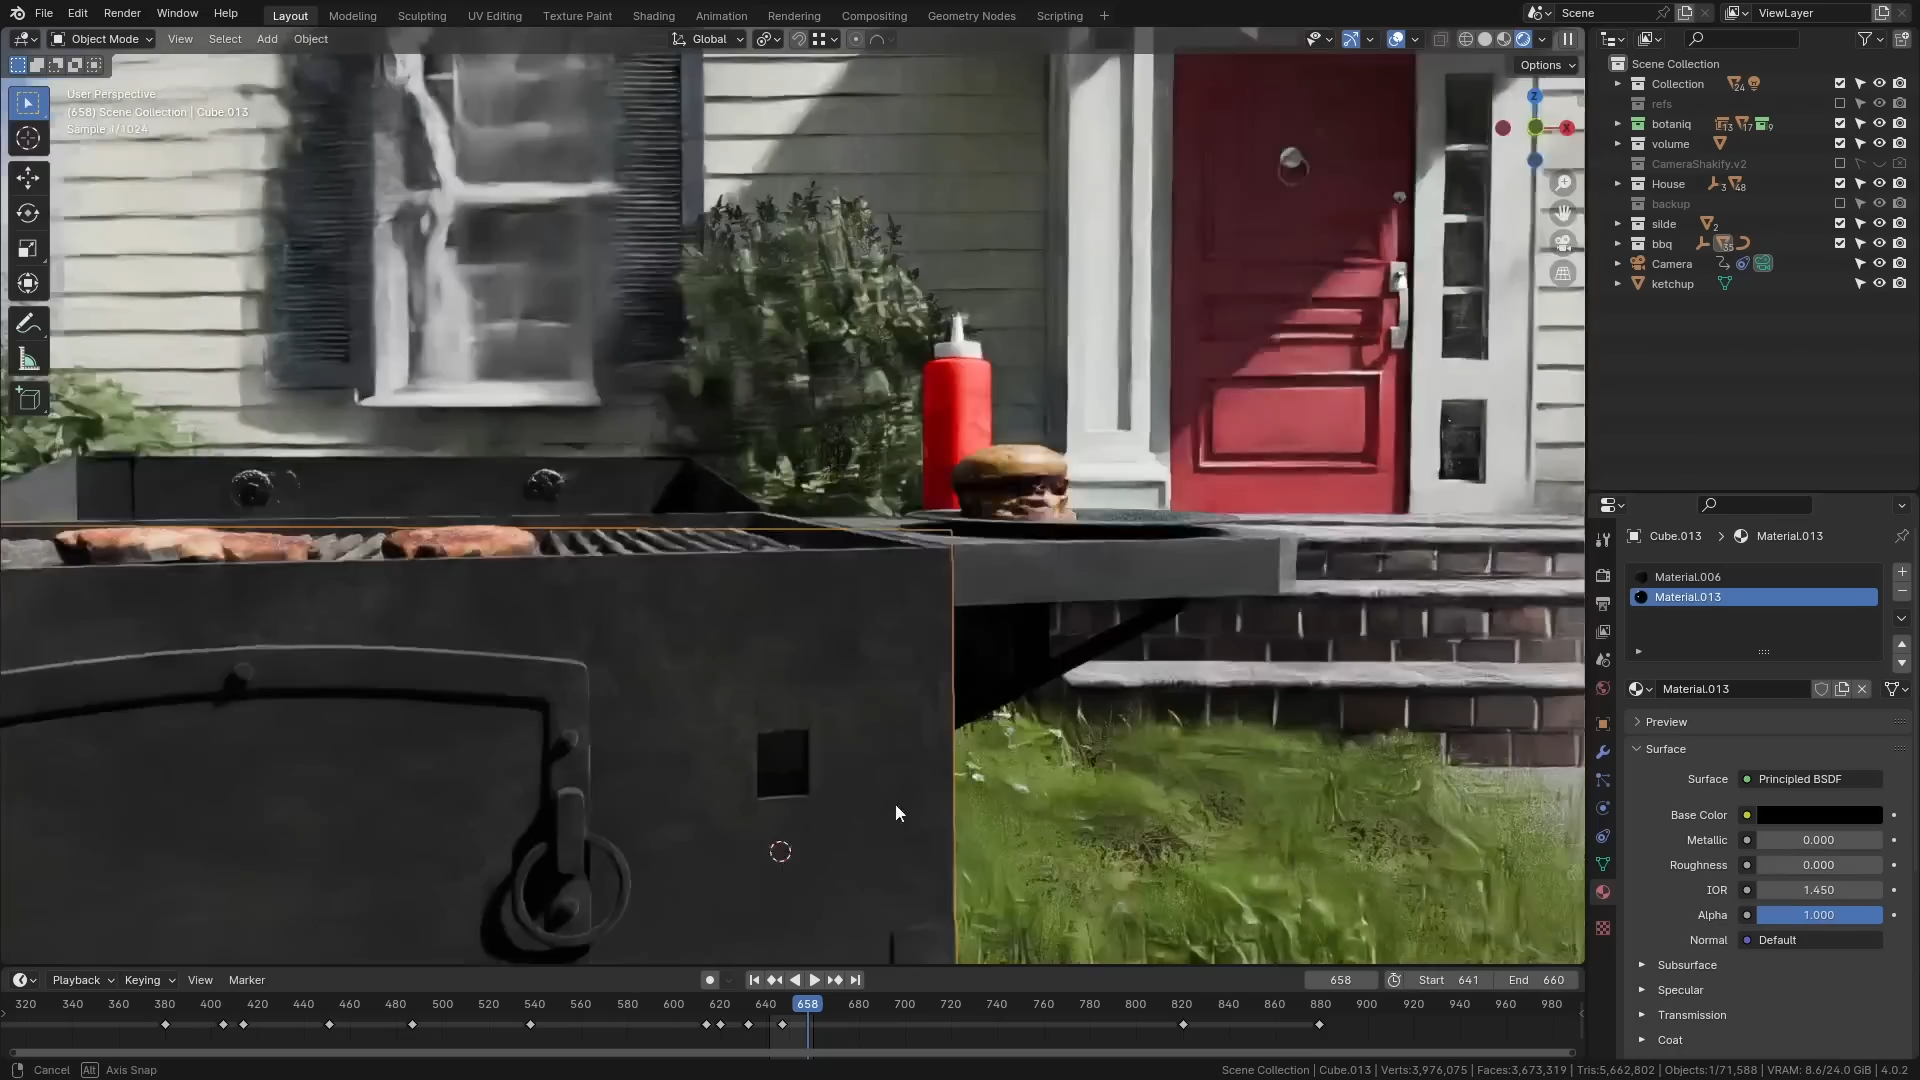 File Edit Render Window Help Layout Modeling Sculpting UV Editing Texture Paint Shading Animation Rendering Compositing Geometry Nodes Scripting + Scene ViewLayer
Object Mode View Select Add Object Global
Options
User Perspective
(658) Scene Collection | Cube.013
Sample 1/1024
Z
X
Scene Collection
Collection 24
refs
botaniq 13 17 9
volume
CameraShakify.v2
House 3 48
backup
silde 2
bbq 35
Camera
ketchup
Cube.013 > Material.013
Material.006
Material.013
Material.013
Preview
Surface
Surface Principled BSDF
Base Color
Metallic 0.000
Roughness 0.000
IOR 1.450
Alpha 1.000
Normal Default
Subsurface
Specular
Transmission
Coat
Playback Keying View Marker 658 Start 641 End 660
320 340 360 380 400 420 440 460 480 500 520 540 560 580 600 620 640 658 680 700 720 740 760 780 800 820 840 860 880 900 920 940 960 980
Cancel Alt Axis Snap Scene Collection | Cube.013 | Verts:3,976,075 | Faces:3,673,319 | Tris:5,662,802 | Objects:1/71,588 | VRAM: 8.6/24.0 GiB | 4.0.2